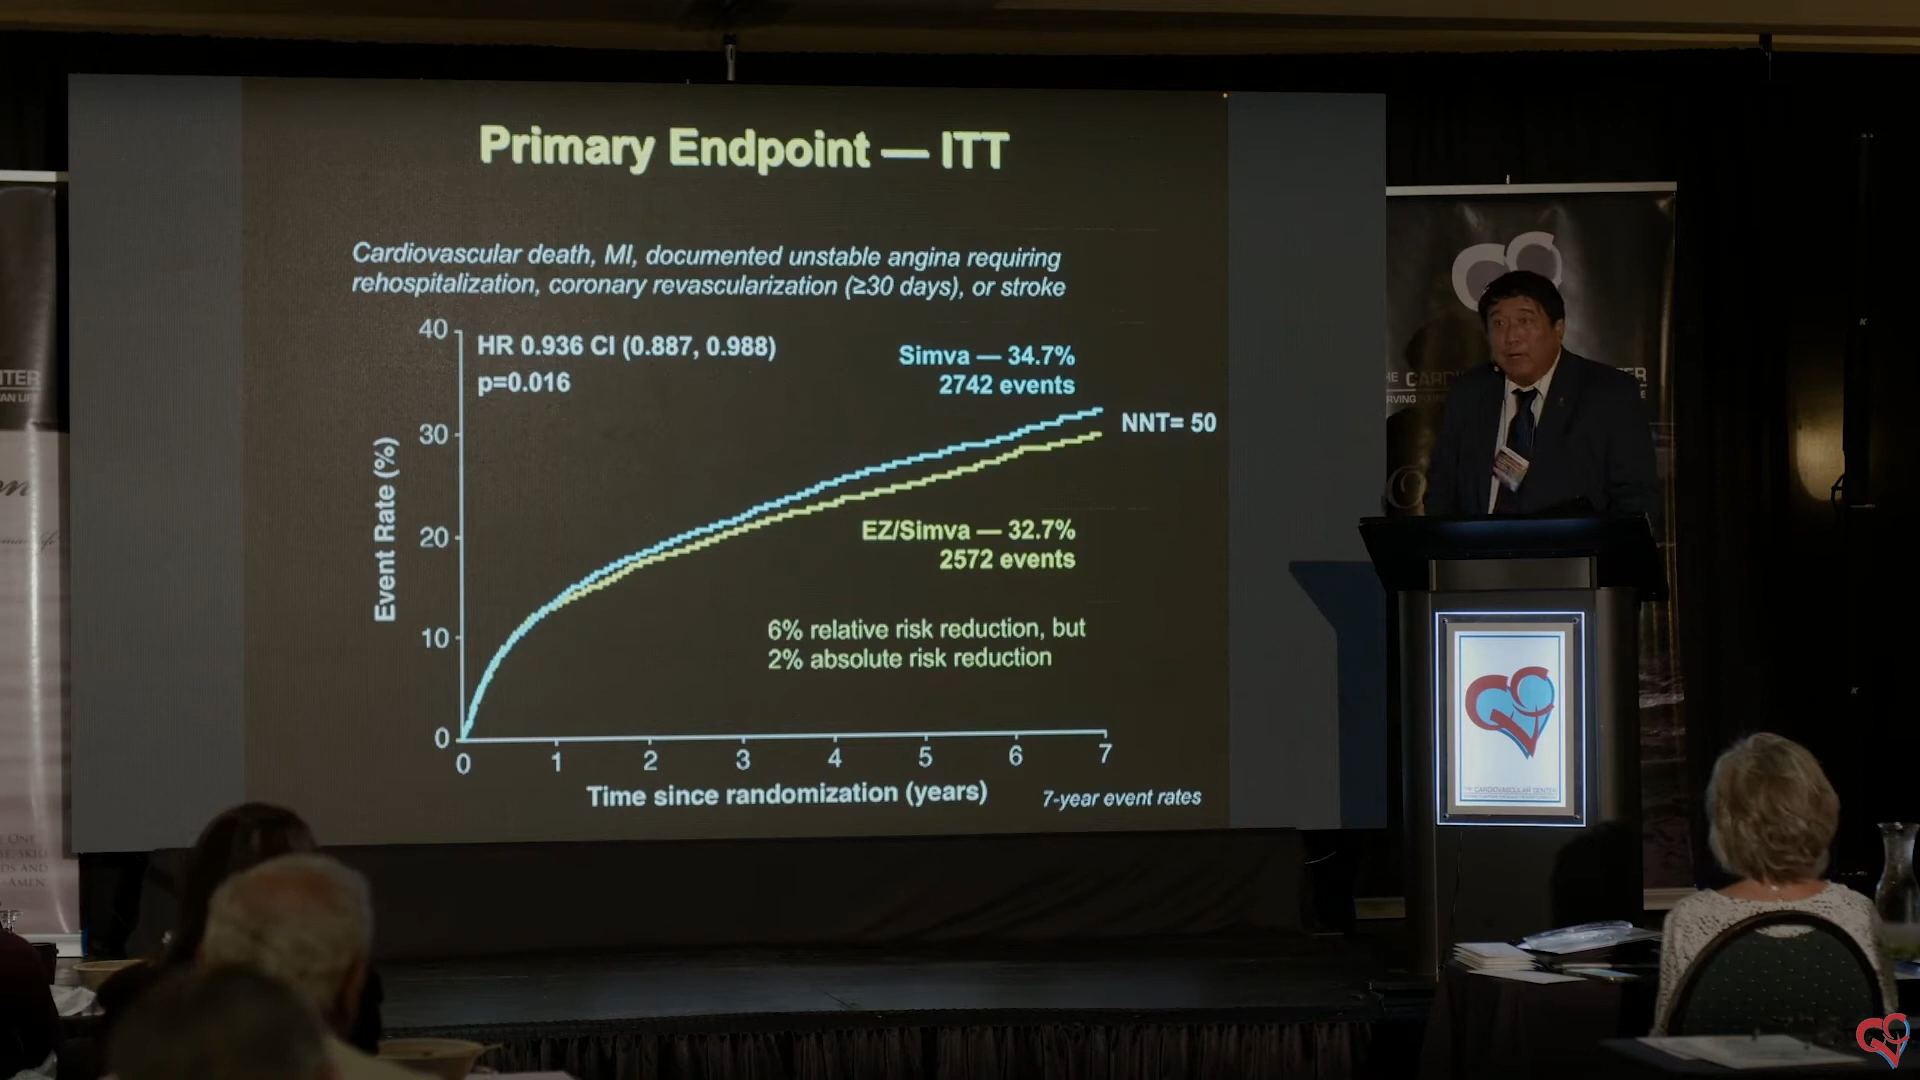 Primary Endpoint — ITT
Cardiovascular death, MI, documented unstable angina requiring
rehospitalization, coronary revascularization (≥30 days), or stroke
40
30
20
10
0
Event Rate (%)
HR 0.936 CI (0.887, 0.988)
p=0.016
Simva — 34.7%
2742 events
NNT= 50
EZ/Simva — 32.7%
2572 events
6% relative risk reduction, but
2% absolute risk reduction
0 1 2 3 4 5 6 7
Time since randomization (years)
7-year event rates
THE CARDIOVASCULAR CENTER